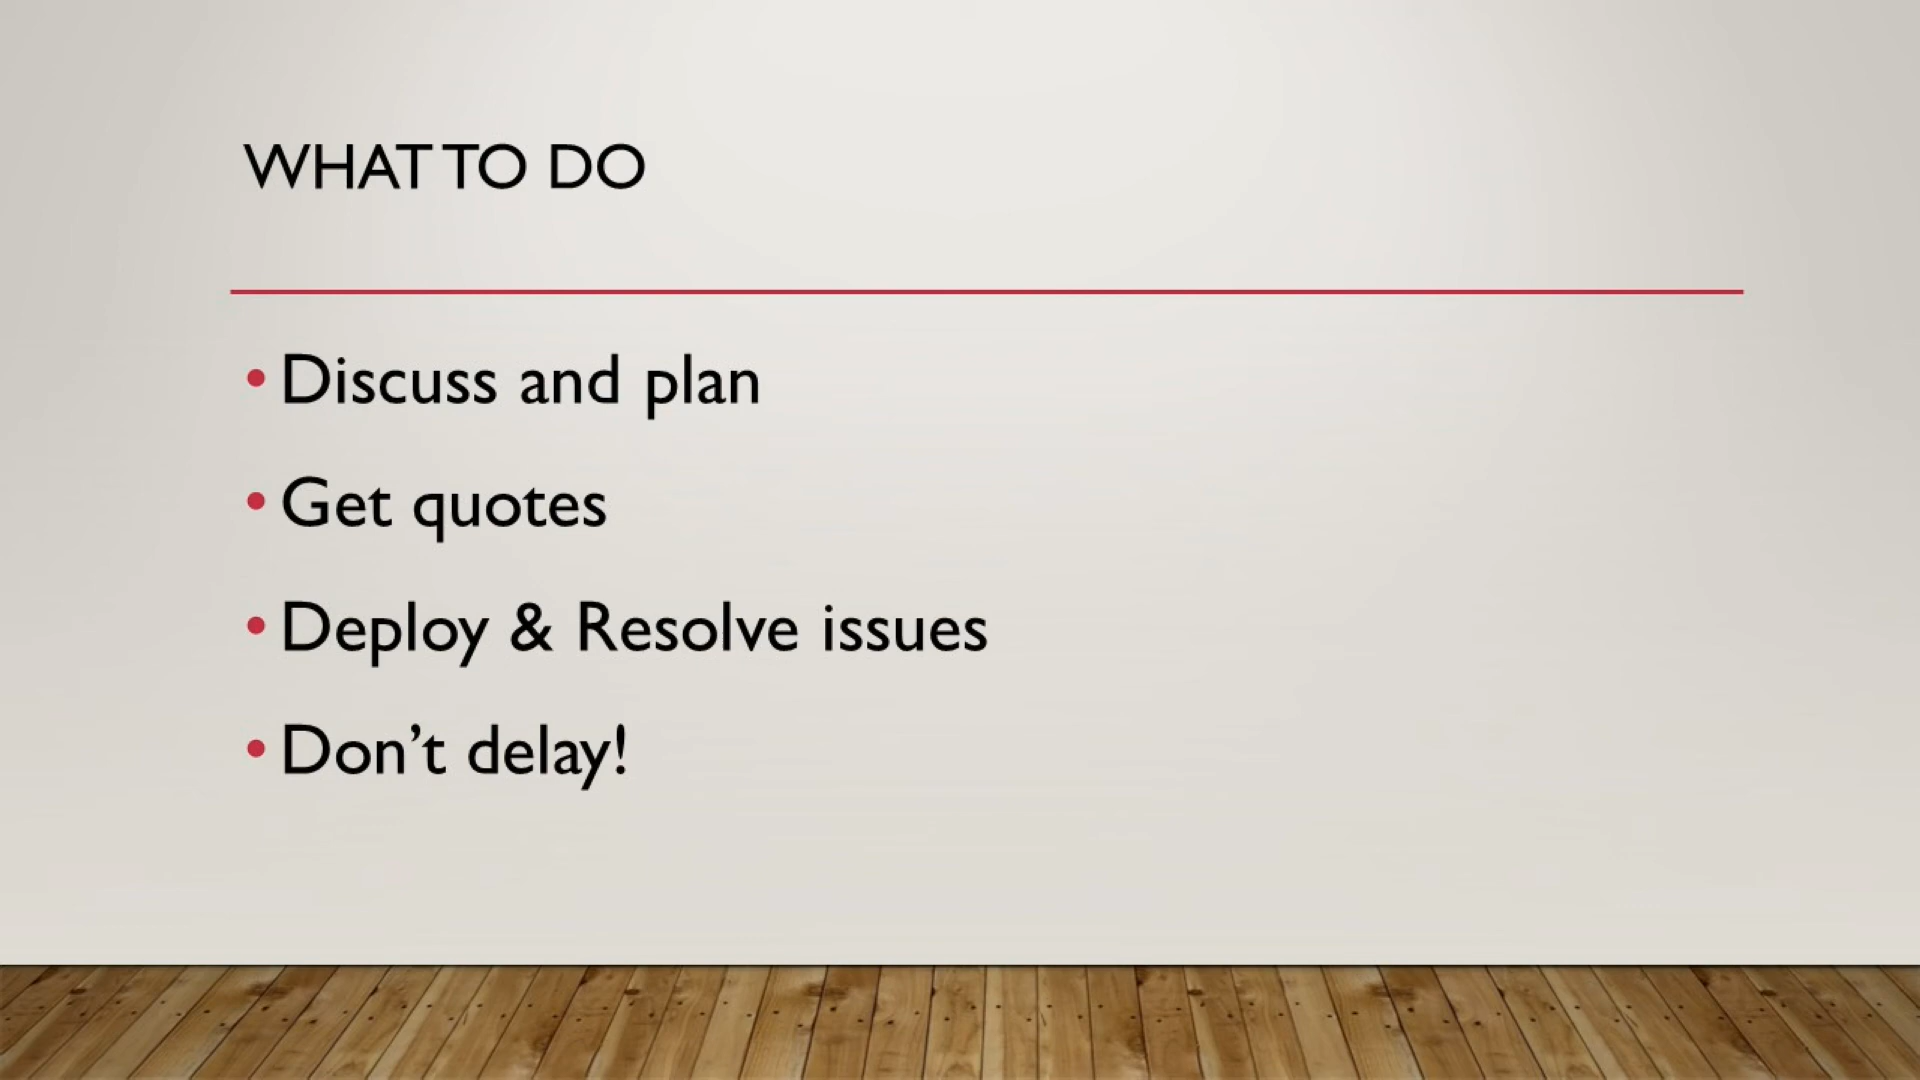 WHAT TO DO
• Discuss and plan
• Get quotes
• Deploy & Resolve issues
• Don’t delay!